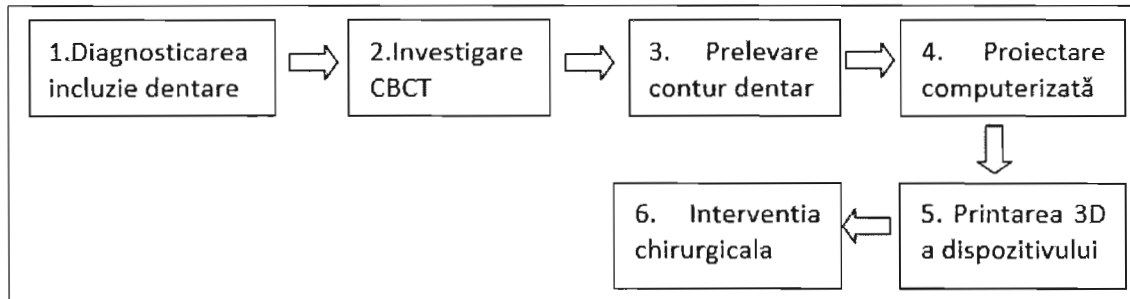 1.Diagnosticarea
incluzie dentare
2.Investigare
CBCT
3. Prelevare
contur dentar
4. Proiectare
computerizată
5. Printarea 3D
a dispozitivului
6. Interventia
chirurgicala